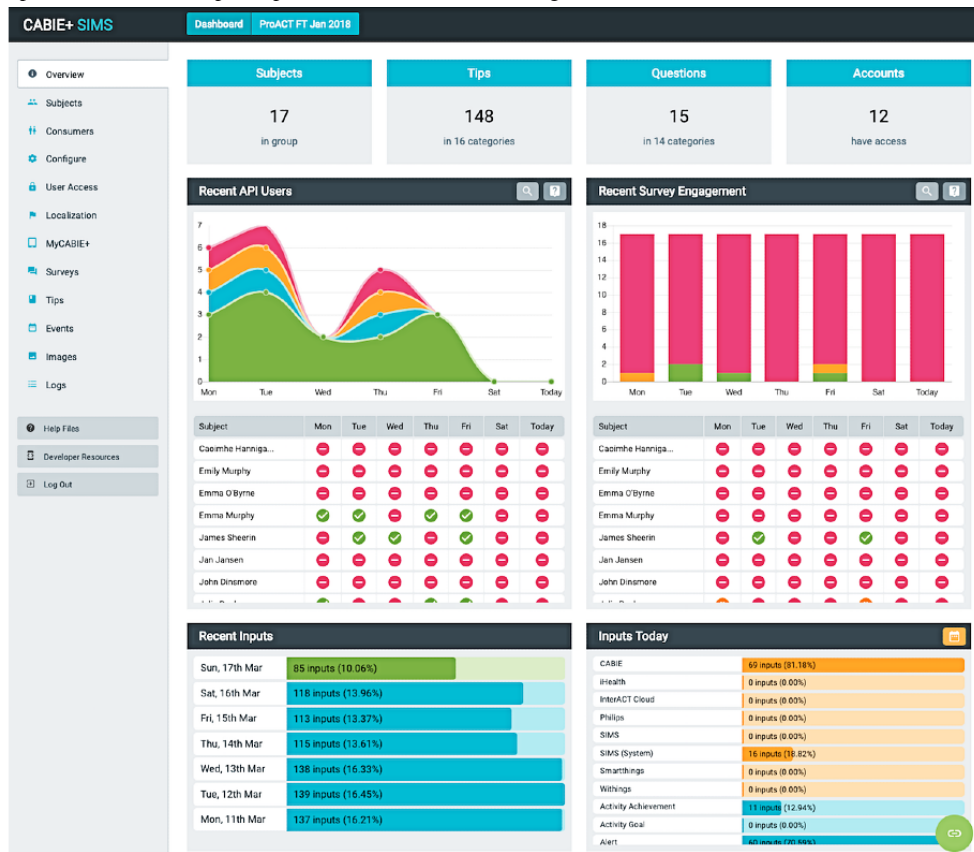 CABIE+ SIMS
Dashboard ProACT FT Jan 2018
Overview
Subjects
Consumers
Configure
User Access
Localization
MyCABIE+
Surveys
Tips
Events
Images
Logs
Help Files
Developer Resources
Log Out
Subjects Tips Questions Accounts
17 148 15 12
in group in 16 categories in 14 categories have access
Recent API Users
7
6
5
4
3
2
1
0
Mon Tue Wed Thu Fri Sat Today
Subject Mon Tue Wed Thu Fri Sat Today
Caoimhe Hanniga...
Emily Murphy
Emma O'Byrne
Emma Murphy
James Sheerin
Jan Jansen
John Dinsmore
Recent Survey Engagement
18
16
14
12
10
8
6
4
2
0
Mon Tue Wed Thu Fri Sat Today
Subject Mon Tue Wed Thu Fri Sat Today
Caoimhe Hanniga...
Emily Murphy
Emma O'Byrne
Emma Murphy
James Sheerin
Jan Jansen
John Dinsmore
Recent Inputs
Sun, 17th Mar 85 inputs (10.06%)
Sat, 16th Mar 118 inputs (13.96%)
Fri, 15th Mar 113 inputs (13.37%)
Thu, 14th Mar 115 inputs (13.61%)
Wed, 13th Mar 138 inputs (16.33%)
Tue, 12th Mar 139 inputs (16.45%)
Mon, 11th Mar 137 inputs (16.21%)
Inputs Today
CABIE 69 inputs (81.18%)
iHealth 0 inputs (0.00%)
InterACT Cloud 0 inputs (0.00%)
Philips 0 inputs (0.00%)
SIMS 0 inputs (0.00%)
SIMS (System) 16 inputs (18.82%)
Smartthings 0 inputs (0.00%)
Withings 0 inputs (0.00%)
Activity Achievement 11 inputs (12.94%)
Activity Goal 0 inputs (0.00%)
Alert 60 inputs (70.59%)